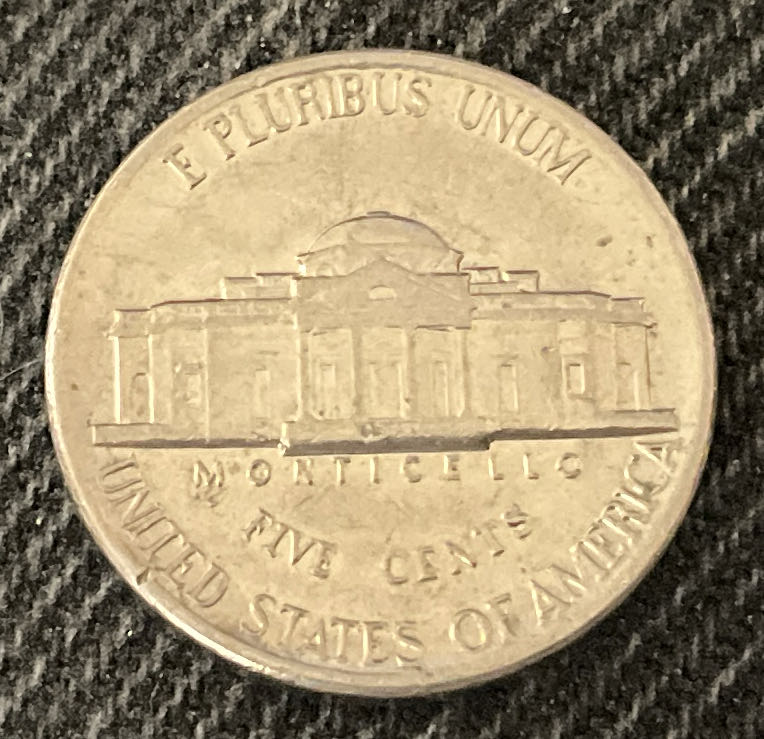 E PLURIBUS UNUM
MONTICELLO
FIVE CENTS
UNITED STATES OF AMERICA